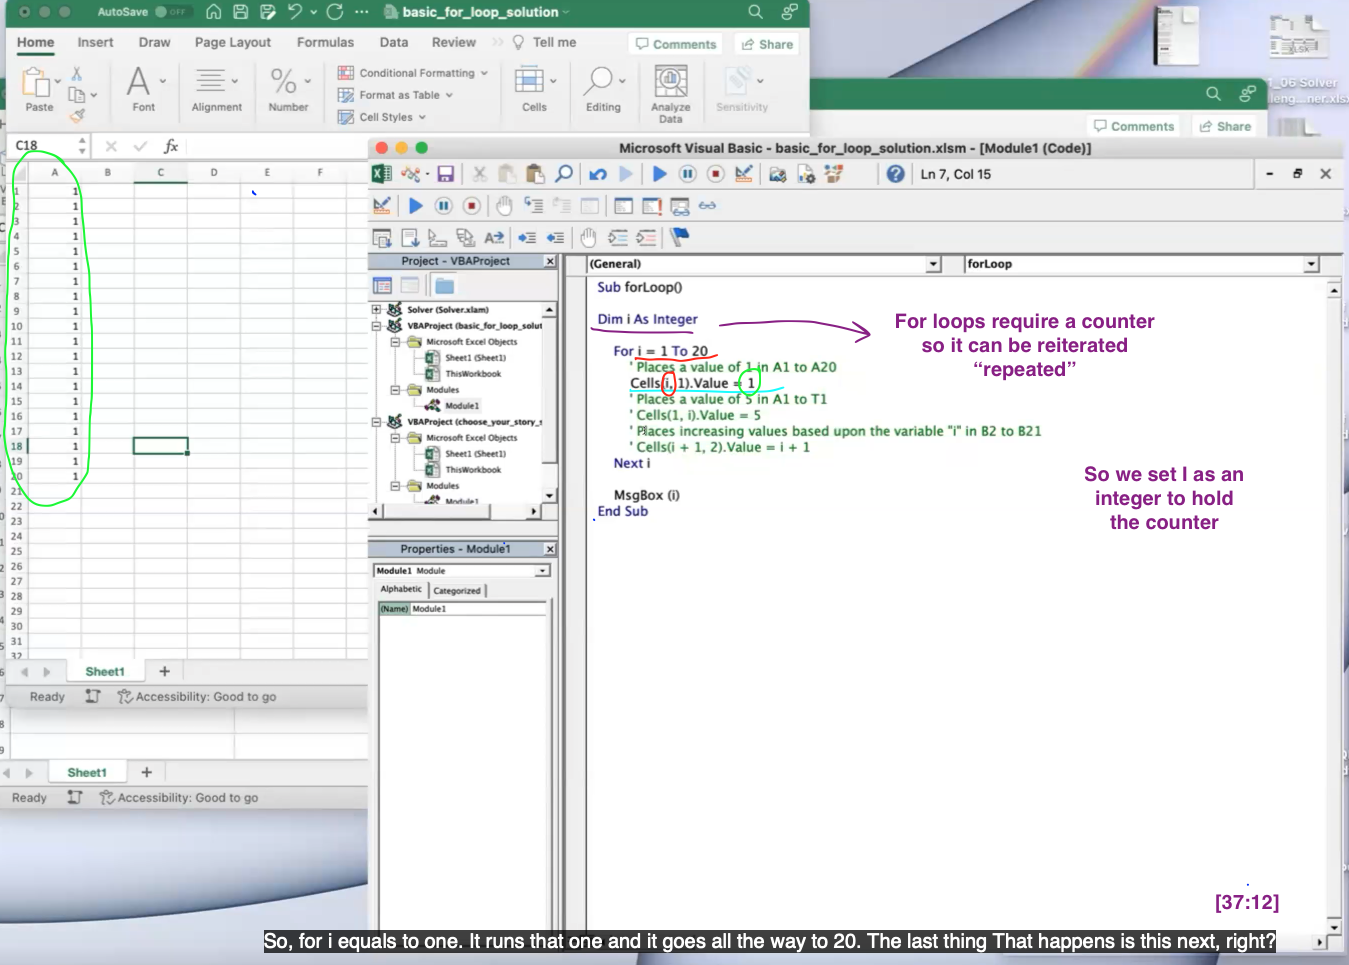 AutoSave OFF basic_for_loop_solution
Home Insert Draw Page Layout Formulas Data Review Tell me Comments Share
Paste Font Alignment Number Conditional Formatting Format as Table Cell Styles Cells Editing Analyze Data Sensitivity
1_06 Solver
leng...ner.xlsx
Comments Share
C18 fx
A B C D E F
1 1
2 1
3 1
4 1
5 1
6 1
7 1
8 1
9 1
10 1
11 1
12 1
13 1
14 1
15 1
16 1
17 1
18 1
19 1
20 1
21
22
23
24
25
26
27
28
29
30
31
32
Sheet1 +
Ready Accessibility: Good to go
Sheet1 +
Ready Accessibility: Good to go
Microsoft Visual Basic - basic_for_loop_solution.xlsm - [Module1 (Code)]
Ln 7, Col 15
Project - VBAProject
Solver (Solver.xlam)
VBAProject (basic_for_loop_solut
Microsoft Excel Objects
Sheet1 (Sheet1)
ThisWorkbook
Modules
Module1
VBAProject (choose_your_story_s
Microsoft Excel Objects
Sheet1 (Sheet1)
ThisWorkbook
Modules
Module1
Properties - Module1
Module1 Module
Alphabetic Categorized
(Name) Module1
(General) forLoop
Sub forLoop()
Dim i As Integer
For i = 1 To 20
' Places a value of 1 in A1 to A20
Cells(i, 1).Value = 1
' Places a value of 5 in A1 to T1
' Cells(1, i).Value = 5
' Places increasing values based upon the variable "i" in B2 to B21
' Cells(i + 1, 2).Value = i + 1
Next i
MsgBox (i)
End Sub
For loops require a counter
so it can be reiterated
“repeated”
So we set I as an
integer to hold
the counter
[37:12]
So, for i equals to one. It runs that one and it goes all the way to 20. The last thing That happens is this next, right?